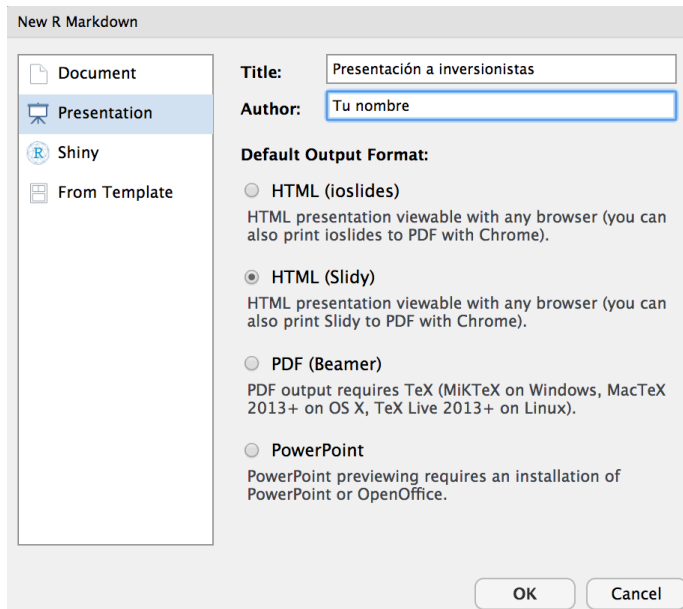 New R Markdown
Document
Presentation
R Shiny
From Template
Title: Presentación a inversionistas
Author: Tu nombre
Default Output Format:
HTML (ioslides)
HTML presentation viewable with any browser (you can
also print ioslides to PDF with Chrome).
HTML (Slidy)
HTML presentation viewable with any browser (you can
also print Slidy to PDF with Chrome).
PDF (Beamer)
PDF output requires TeX (MiKTeX on Windows, MacTeX
2013+ on OS X, TeX Live 2013+ on Linux).
PowerPoint
PowerPoint previewing requires an installation of
PowerPoint or OpenOffice.
OK Cancel